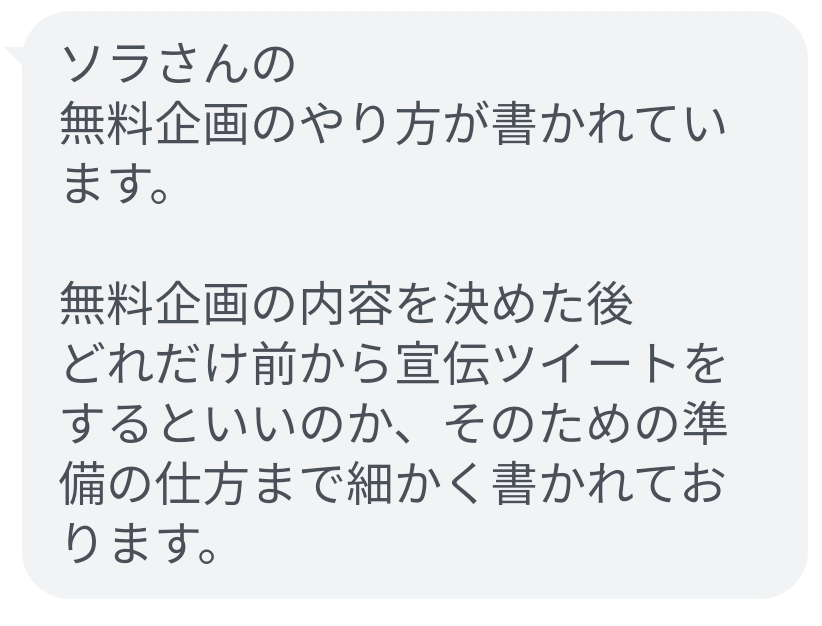 ソラさんの
無料企画のやり方が書かれてい
ます。
無料企画の内容を決めた後
どれだけ前から宣伝ツイートを
するといいのか、そのための準
備の仕方まで細かく書かれてお
ります。